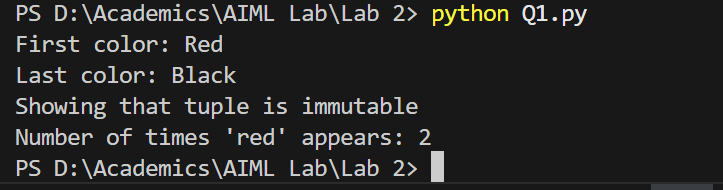 PS D:\Academics\AIML Lab\Lab 2> python Q1.py
First color: Red
Last color: Black
Showing that tuple is immutable
Number of times 'red' appears: 2
PS D:\Academics\AIML Lab\Lab 2>